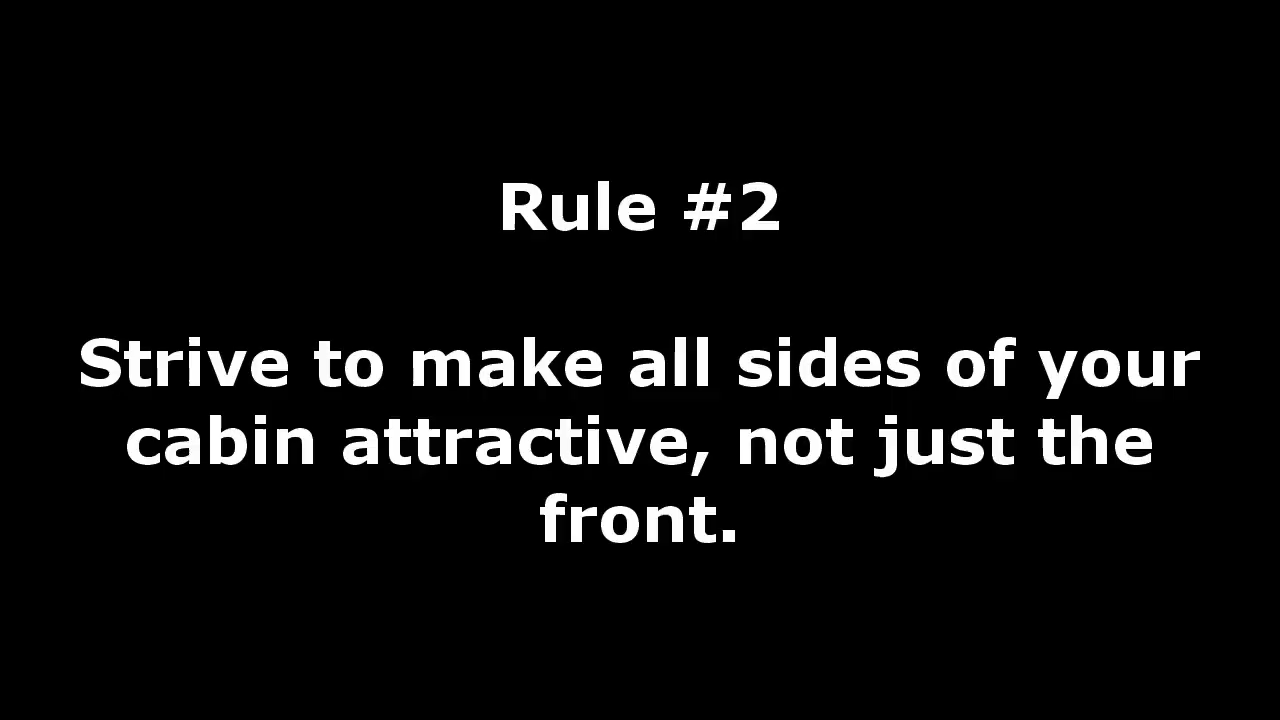 Rule #2
Strive to make all sides of your
cabin attractive, not just the
front.